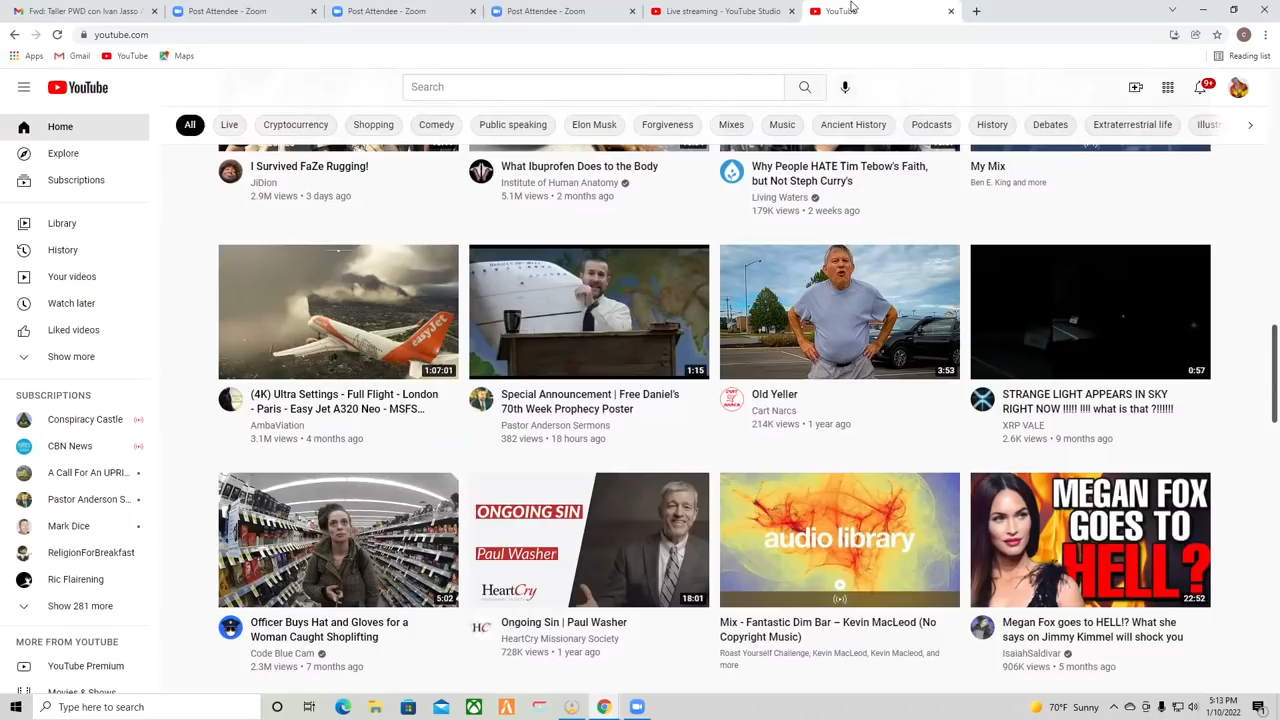 Fwd: Taller PWD con Ivan Jasso
Post Attendee - Zoom
Post Attendee - Zoom
Post Attendee - Zoom
Live streaming - YouTube Studio
YouTube
youtube.com
Apps
Gmail
YouTube
Maps
Reading list
YouTube
Search
9+
Home
Explore
Subscriptions
Library
History
Your videos
Watch later
Liked videos
Show more
SUBSCRIPTIONS
Conspiracy Castle
CBN News
A Call For An UPRI...
Pastor Anderson S...
Mark Dice
ReligionForBreakfast
Ric Flairening
Show 281 more
MORE FROM YOUTUBE
YouTube Premium
Movies & Shows
All
Live
Cryptocurrency
Shopping
Comedy
Public speaking
Elon Musk
Forgiveness
Mixes
Music
Ancient History
Podcasts
History
Debates
Extraterrestrial life
I Survived FaZe Rugging!
JiDion
2.9M views • 3 days ago
What Ibuprofen Does to the Body
Institute of Human Anatomy
5.1M views • 2 months ago
Why People HATE Tim Tebow's Faith,
but Not Steph Curry's
Living Waters
179K views • 2 weeks ago
My Mix
Ben E. King and more
easyJet
1:07:01
(4K) Ultra Settings - Full Flight - London
- Paris - Easy Jet A320 Neo - MSFS...
AmbaViation
3.1M views • 4 months ago
1:15
Special Announcement | Free Daniel's
70th Week Prophecy Poster
Pastor Anderson Sermons
382 views • 18 hours ago
3:53
Old Yeller
Cart Narcs
214K views • 1 year ago
0:57
STRANGE LIGHT APPEARS IN SKY
RIGHT NOW !!!!! !!!! what is that ?!!!!!!
XRP VALE
2.6K views • 9 months ago
5:02
Officer Buys Hat and Gloves for a
Woman Caught Shoplifting
Code Blue Cam
2.3M views • 7 months ago
ONGOING SIN
Paul Washer
HeartCry
18:01
HC
Ongoing Sin | Paul Washer
HeartCry Missionary Society
728K views • 1 year ago
audio library
Mix - Fantastic Dim Bar – Kevin MacLeod (No
Copyright Music)
Roast Yourself Challenge, Kevin MacLeod, Kevin Macleod, and
more
MEGAN FOX
GOES TO
HELL?
22:52
Megan Fox goes to HELL!? What she
says on Jimmy Kimmel will shock you
IsaiahSaldivar
906K views • 5 months ago
Type here to search
70°F Sunny
5:13 PM
1/10/2022